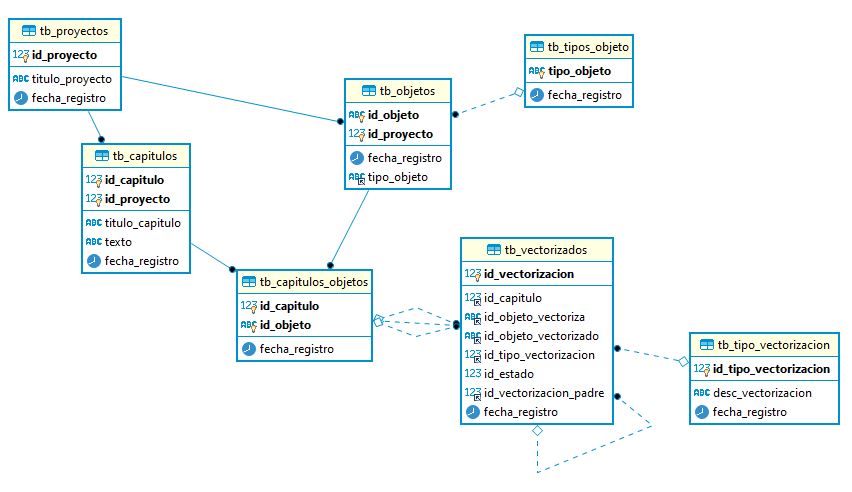 tb_proyectos
123 id_proyecto
ABC titulo_proyecto
fecha_registro
tb_tipos_objeto
ABC tipo_objeto
fecha_registro
tb_objetos
ABC id_objeto
123 id_proyecto
fecha_registro
ABC tipo_objeto
tb_capitulos
123 id_capitulo
123 id_proyecto
ABC titulo_capitulo
ABC texto
fecha_registro
tb_capitulos_objetos
123 id_capitulo
ABC id_objeto
fecha_registro
tb_vectorizados
123 id_vectorizacion
123 id_capitulo
ABC id_objeto_vectoriza
ABC id_objeto_vectorizado
123 id_tipo_vectorizacion
123 id_estado
123 id_vectorizacion_padre
fecha_registro
tb_tipo_vectorizacion
123 id_tipo_vectorizacion
ABC desc_vectorizacion
fecha_registro